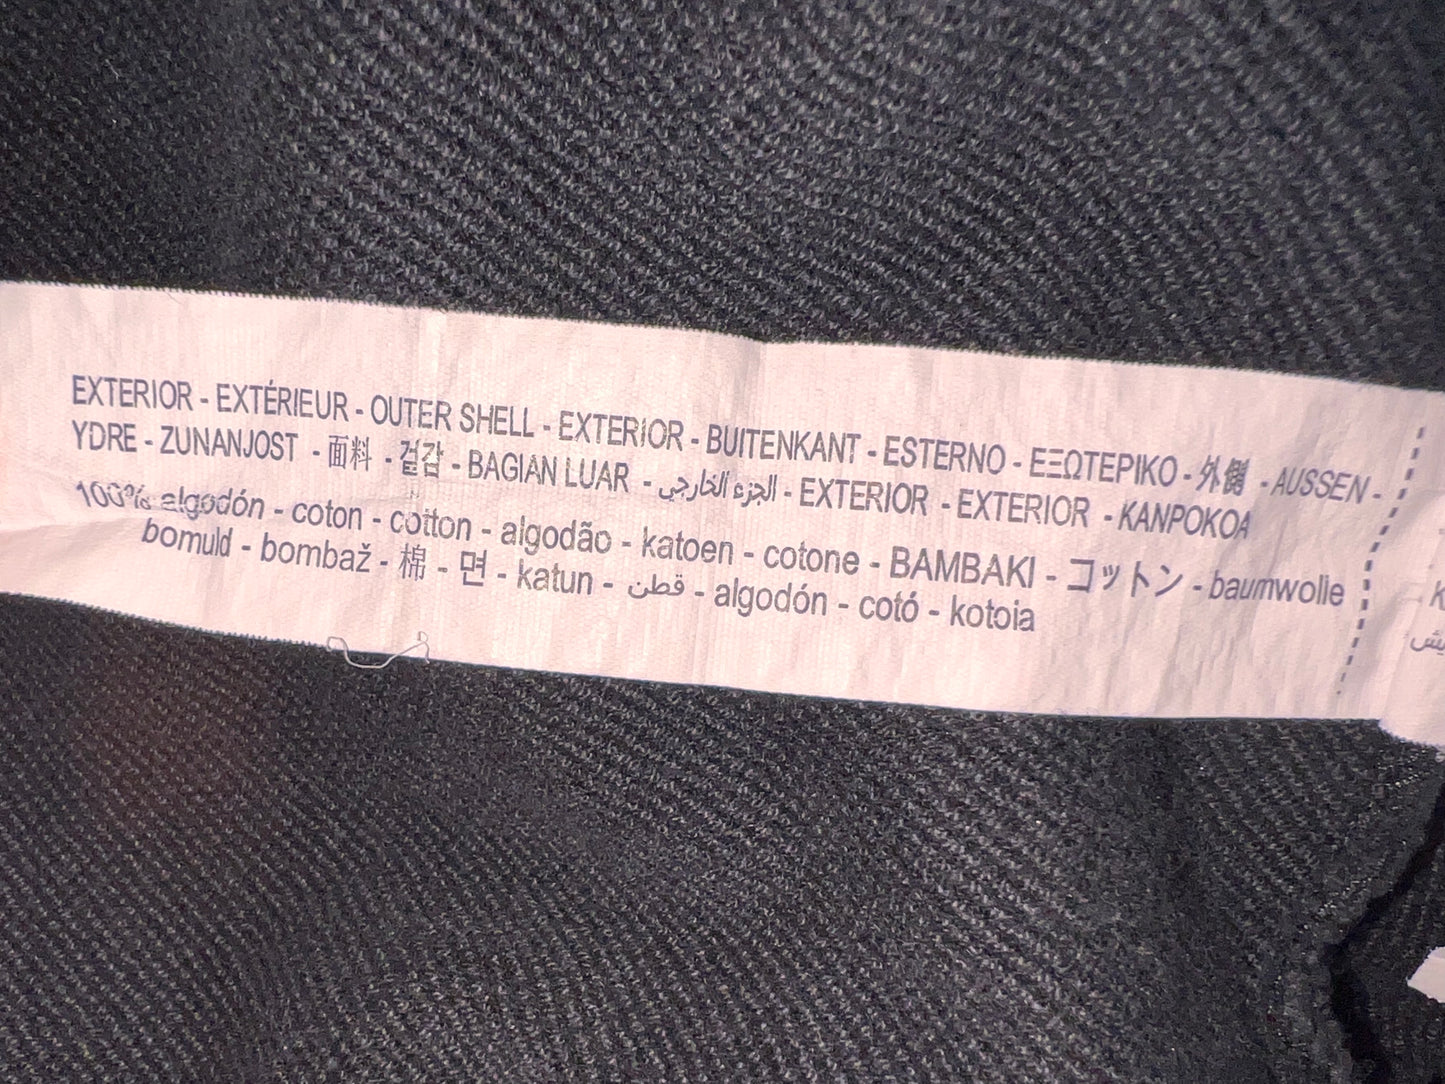 EXTERIOR - EXTÉRIEUR - OUTER SHELL - EXTERIOR - BUITENKANT - ESTERNO - ΕΞΩΤΕΡΙΚΟ - 外側 - AUSSEN -
YDRE - ZUNANJOST - 面料 - 겉감 - BAGIAN LUAR - الجزء الخارجي - EXTERIOR - EXTERIOR - KANPOKOA
100% algodón - coton - cotton - algodão - katoen - cotone - BAMBAKI - コットン - baumwolle
bomuld - bombaž - 棉 - 면 - katun - قطن - algodón - cotó - kotoia